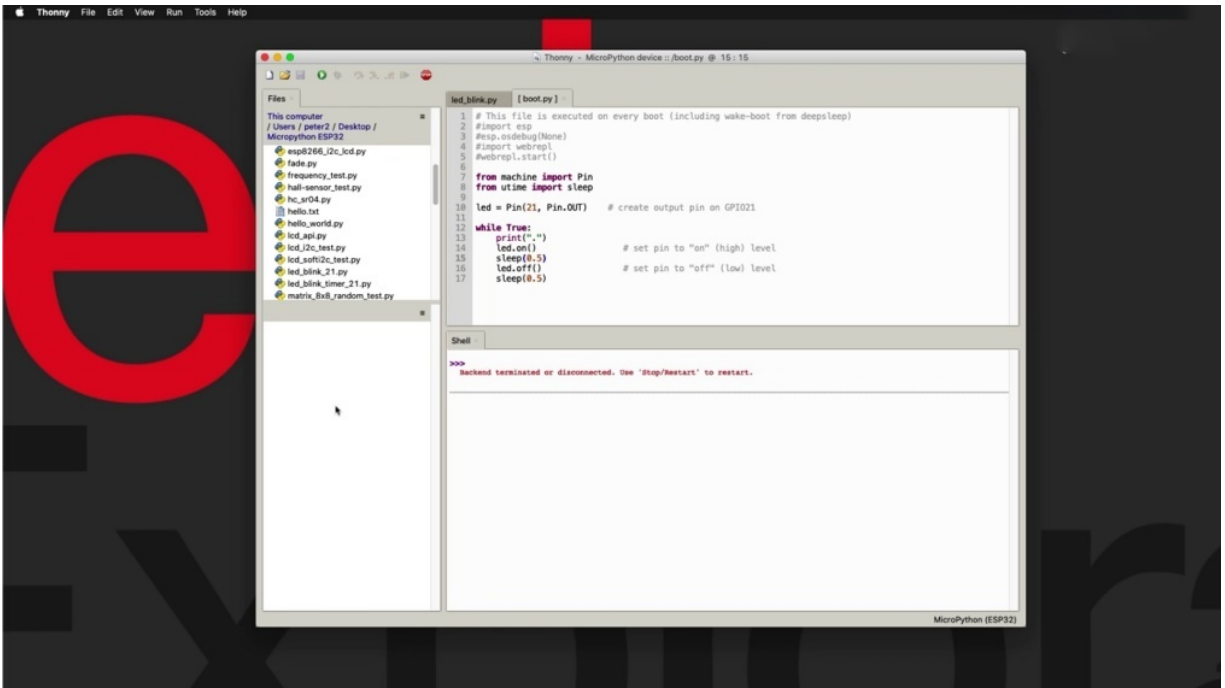 Thonny File Edit View Run Tools Help
Thonny - MicroPython device :: /boot.py @ 15 : 15
Files
This computer
/ Users / peter2 / Desktop /
Micropython ESP32
esp8266_i2c_lcd.py
fade.py
frequency_test.py
hall-sensor_test.py
hc_sr04.py
hello.txt
hello_world.py
lcd_api.py
lcd_i2c_test.py
lcd_softi2c_test.py
led_blink_21.py
led_blink_timer_21.py
matrix_8x8_random_test.py
led_blink.py [ boot.py ]
1 # This file is executed on every boot (including wake-boot from deepsleep)
2 #import esp
3 #esp.osdebug(None)
4 #import webrepl
5 #webrepl.start()
6
7 from machine import Pin
8 from utime import sleep
9
10 led = Pin(21, Pin.OUT) # create output pin on GPIO21
11
12 while True:
13 print(".")
14 led.on() # set pin to "on" (high) level
15 sleep(0.5)
16 led.off() # set pin to "off" (low) level
17 sleep(0.5)
Shell
>>>
Backend terminated or disconnected. Use 'Stop/Restart' to restart.
MicroPython (ESP32)
e
Explora